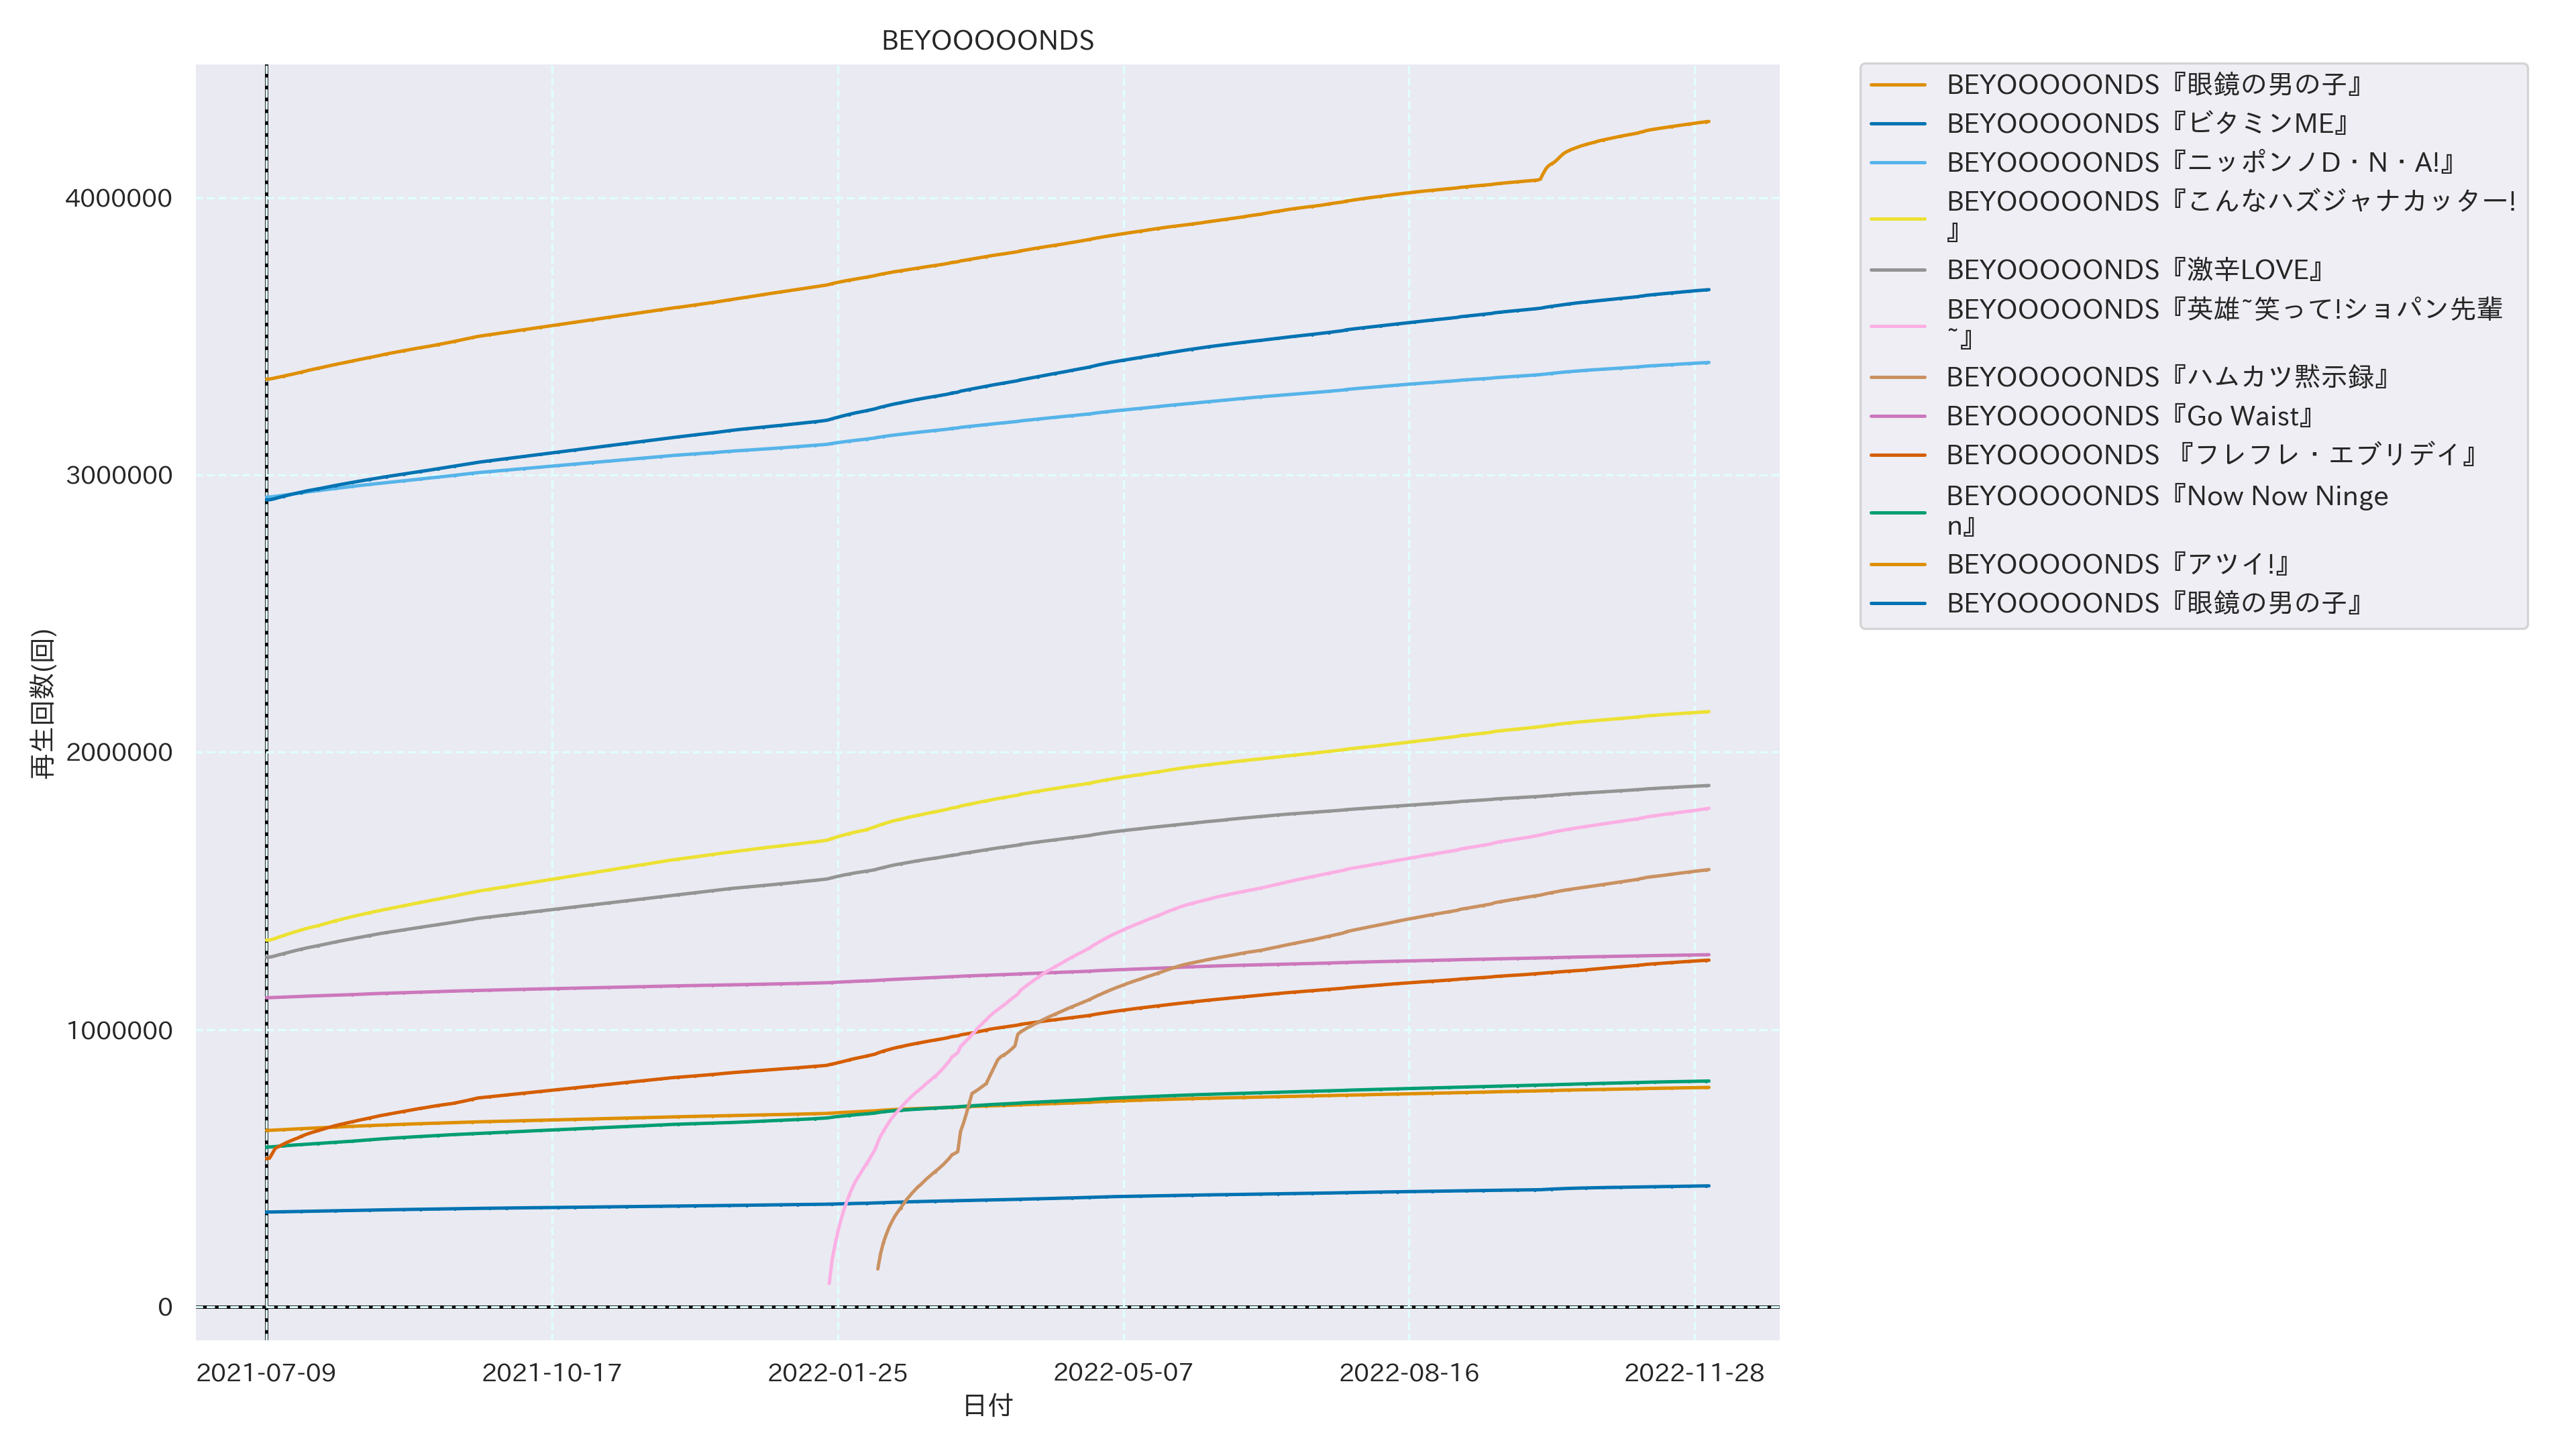 BEYOOOOONDS
再生回数(回)
4000000
3000000
2000000
1000000
0
2021-07-09
2021-10-17
2022-01-25
2022-05-07
2022-08-16
2022-11-28
日付
BEYOOOOONDS『眼鏡の男の子』
BEYOOOOONDS『ビタミンME』
BEYOOOOONDS『ニッポンノD・N・A!』
BEYOOOOONDS『こんなハズジャナカッター!
』
BEYOOOOONDS『激辛LOVE』
BEYOOOOONDS『英雄~笑って!ショパン先輩
~』
BEYOOOOONDS『ハムカツ黙示録』
BEYOOOOONDS『Go Waist』
BEYOOOOONDS 『フレフレ・エブリデイ』
BEYOOOOONDS『Now Now Ninge
n』
BEYOOOOONDS『アツイ!』
BEYOOOOONDS『眼鏡の男の子』